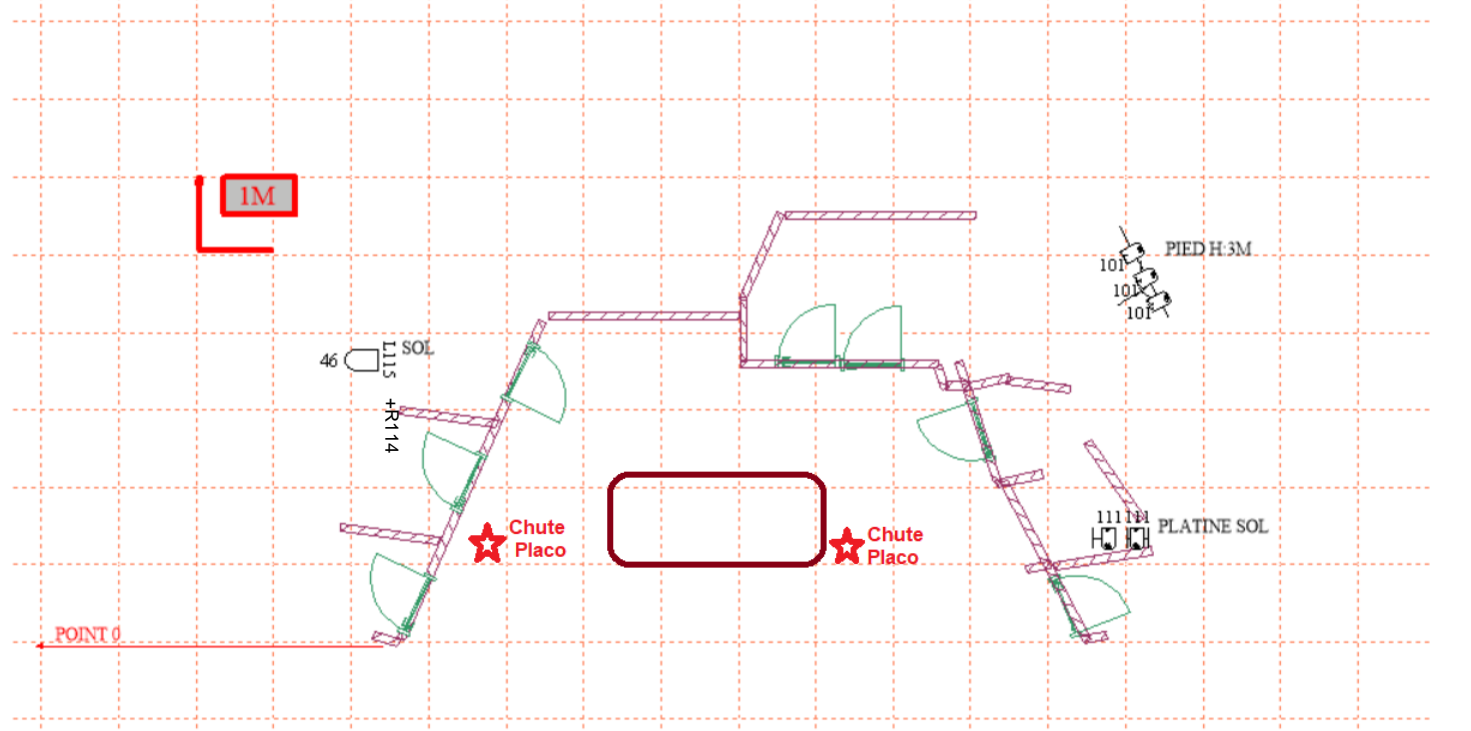 1M
PIED H:3M
101
101
101
46
L115
SOL
+R114
Chute
Placo
Chute
Placo
111
111
PLATINE SOL
POINT 0